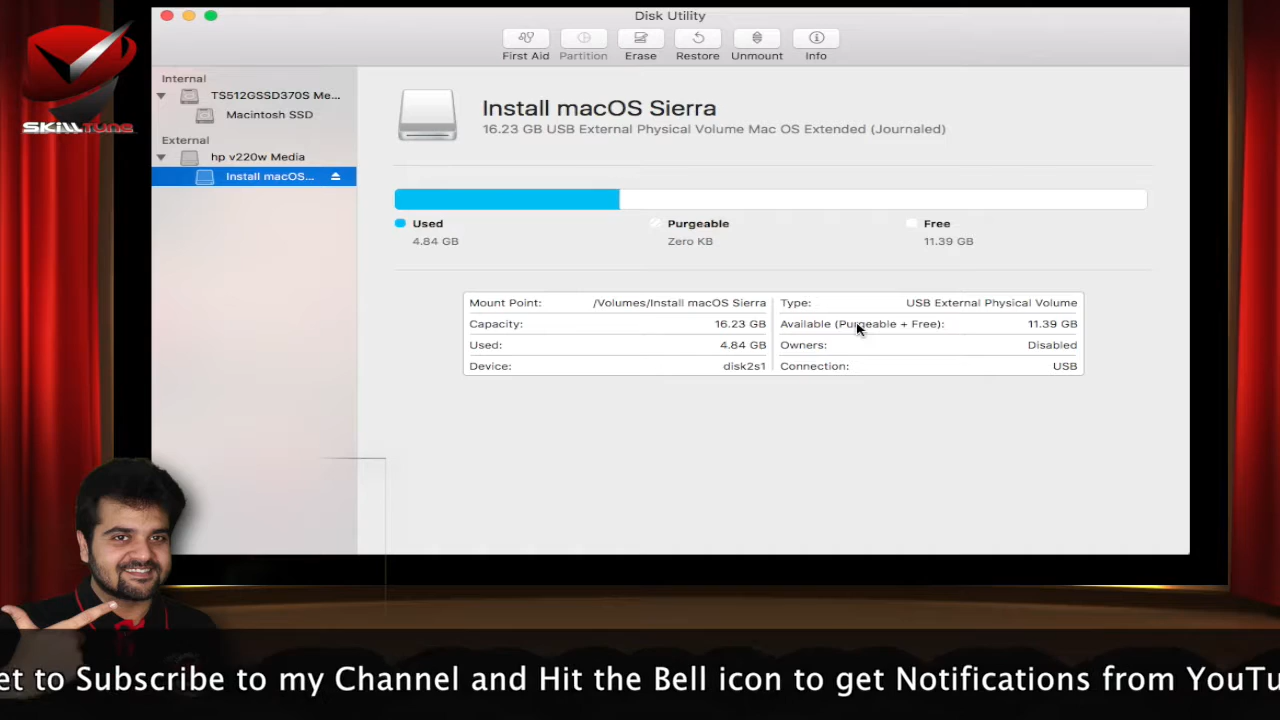 SKILLTUNE
Disk Utility
First Aid
Partition
Erase
Restore
Unmount
Info
Internal
TS512GSSD370S Me...
Macintosh SSD
External
hp v220w Media
Install macOS...
Install macOS Sierra
16.23 GB USB External Physical Volume Mac OS Extended (Journaled)
Used
4.84 GB
Purgeable
Zero KB
Free
11.39 GB
Mount Point: /Volumes/Install macOS Sierra
Capacity: 16.23 GB
Used: 4.84 GB
Device: disk2s1
Type: USB External Physical Volume
Available (Purgeable + Free): 11.39 GB
Owners: Disabled
Connection: USB
et to Subscribe to my Channel and Hit the Bell icon to get Notifications from YouTu